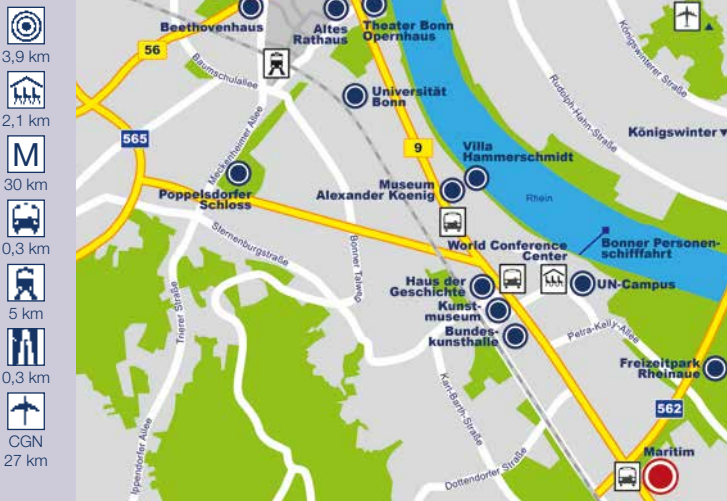 3,9 km
2,1 km
M
30 km
0,3 km
5 km
0,3 km
CGN
27 km
Beethovenhaus
Altes
Rathaus
Theater Bonn
Opernhaus
56
Baumschulallee
Universität
Bonn
Königswinterer Straße
Rudolph-Hahn-Straße
Königswinter
565
Meckenheimer Allee
9
Villa
Hammerschmidt
Poppelsdorfer
Schloss
Museum
Alexander Koenig
Rhein
Sternenburgstraße
Bonner Talweg
World Conference
Center
Bonner Personen-
schifffahrt
Trierer Straße
Haus der
Geschichte
UN-Campus
Kunst-
museum
Bundes-
kunsthalle
Petra-Kelly-Allee
Freizeitpark
Rheinaue
Karl-Barth-Straße
562
Ippendorfer Allee
Dottendorfer Straße
Maritim